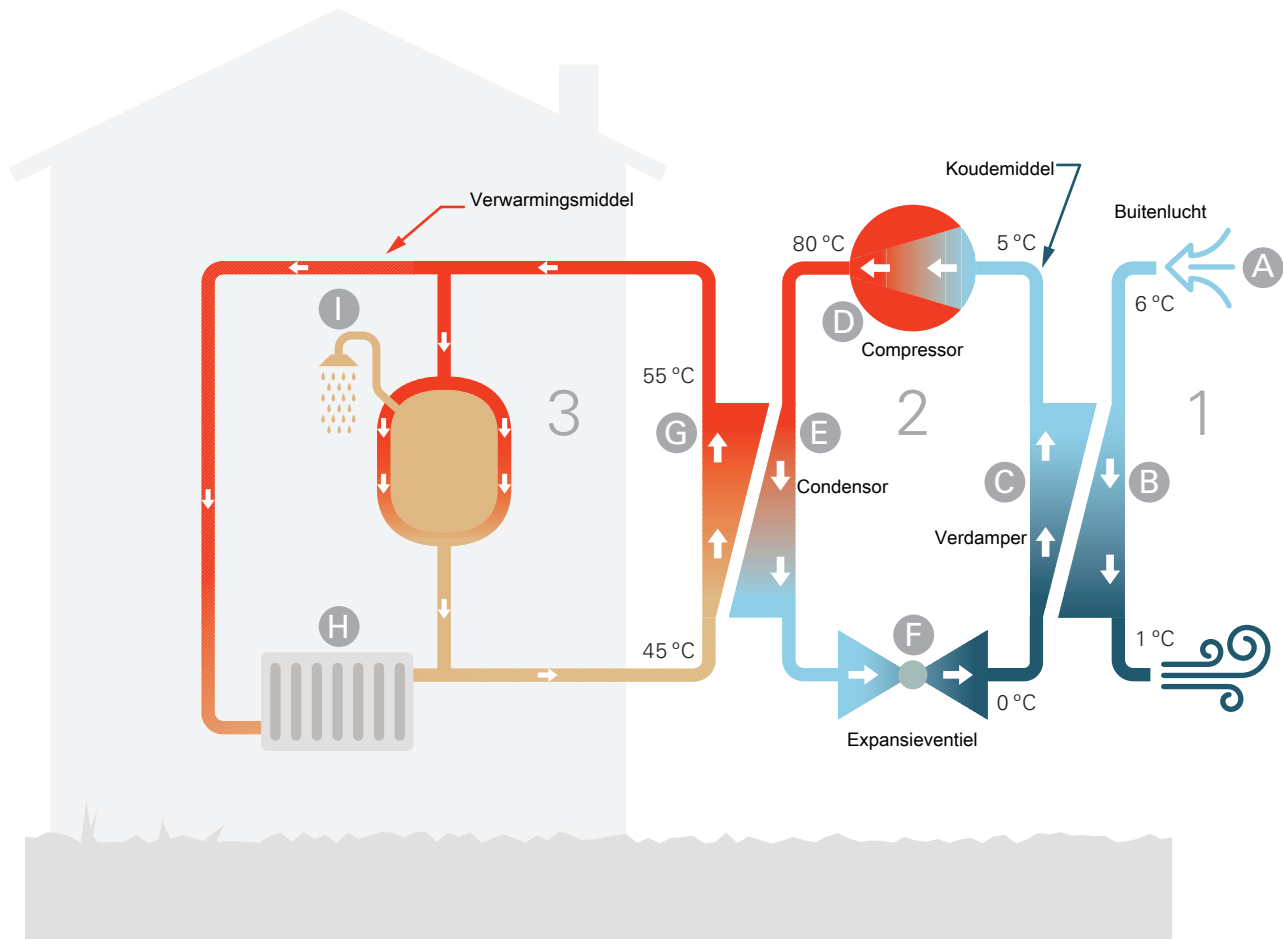 Koudemiddel
Verwarmingsmiddel
Buitenlucht
80 °C
5 °C
A
6 °C
I
D
Compressor
55 °C
3
2
1
G
E
C
B
Condensor
Verdamper
H
F
45 °C
1 °C
0 °C
Expansieventiel